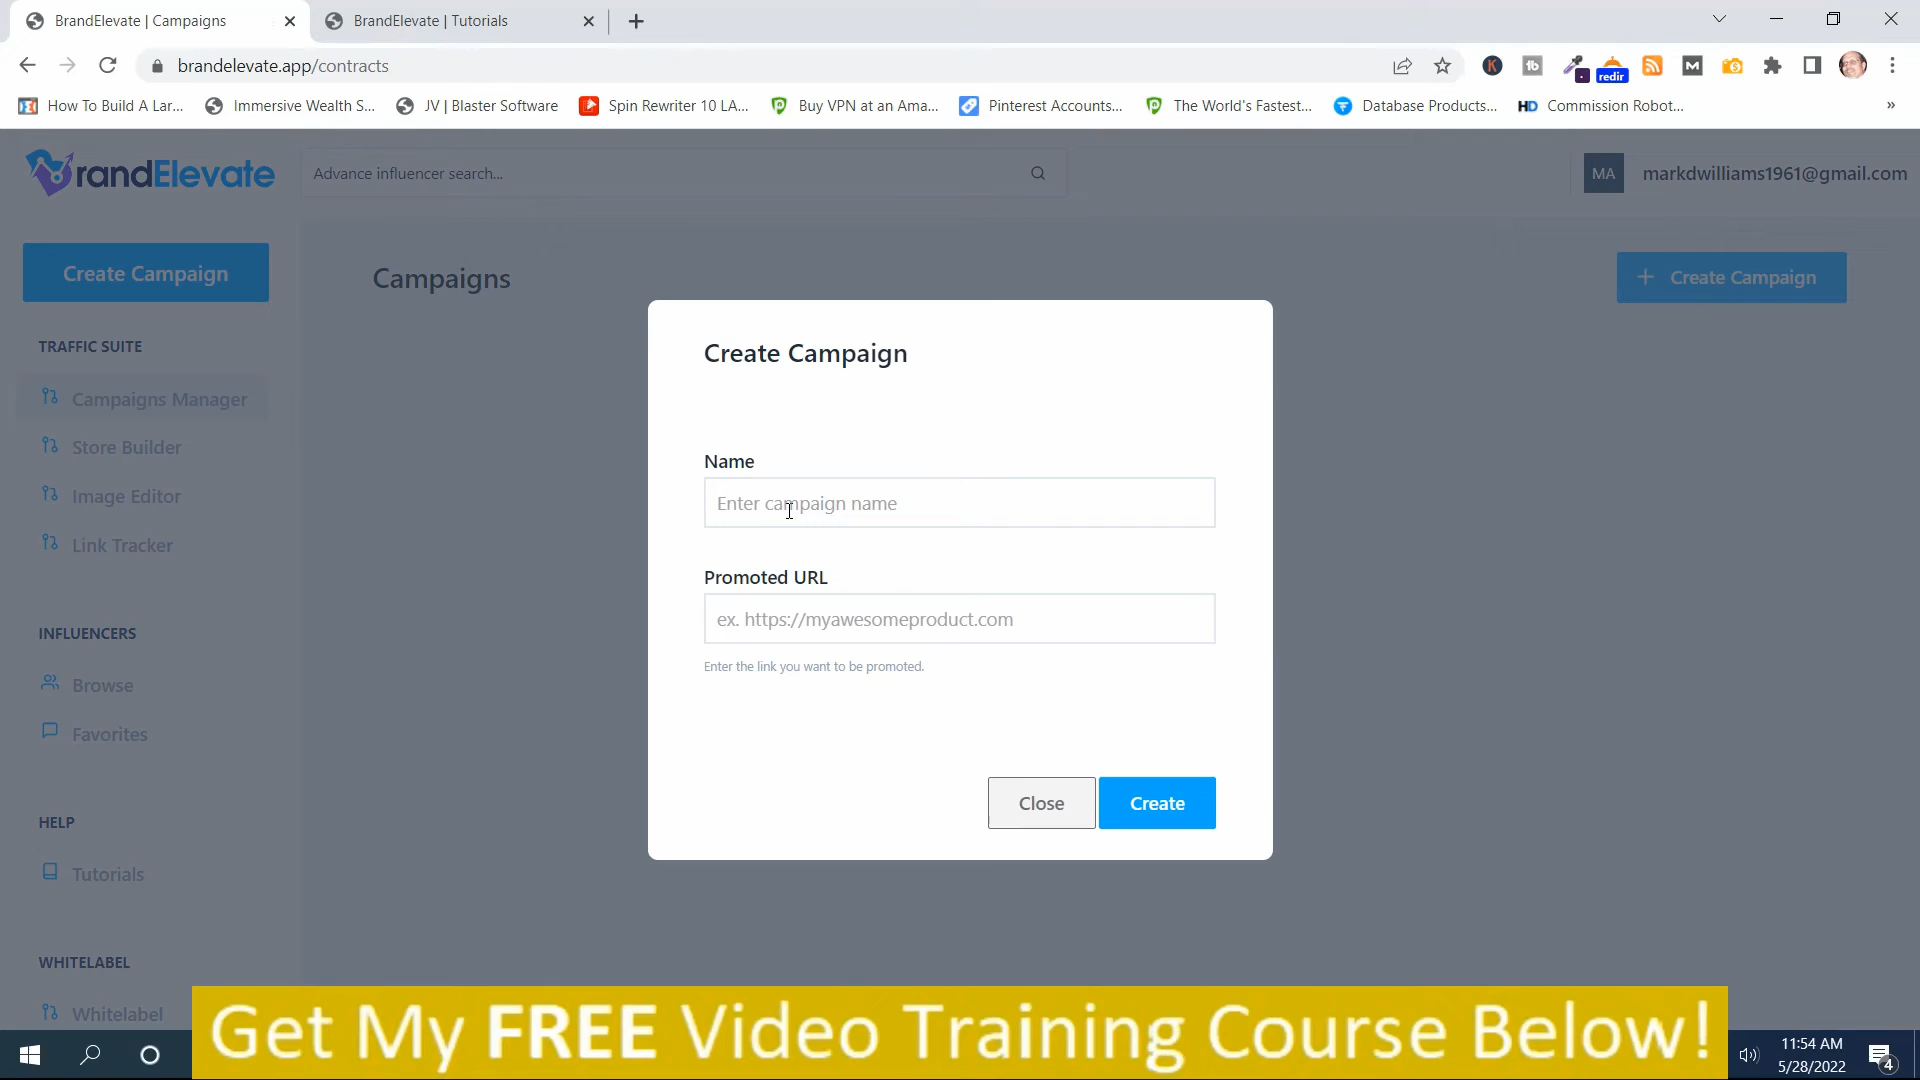 BrandElevate | Campaigns
BrandElevate | Tutorials
brandelevate.app/contracts
redir
How To Build A Lar...
Immersive Wealth S...
JV | Blaster Software
Spin Rewriter 10 LA...
Buy VPN at an Ama...
Pinterest Accounts...
The World's Fastest...
Database Products...
HD Commission Robot...
»
randElevate
Advance influencer search...
MA
markdwilliams1961@gmail.com
Create Campaign
Campaigns
+ Create Campaign
TRAFFIC SUITE
Campaigns Manager
Store Builder
Image Editor
Link Tracker
INFLUENCERS
Browse
Favorites
HELP
Tutorials
WHITELABEL
Whitelabel
Create Campaign
Name
Enter campaign name
Promoted URL
ex. https://myawesomeproduct.com
Enter the link you want to be promoted.
Close
Create
Get My FREE Video Training Course Below!
11:54 AM
5/28/2022
4